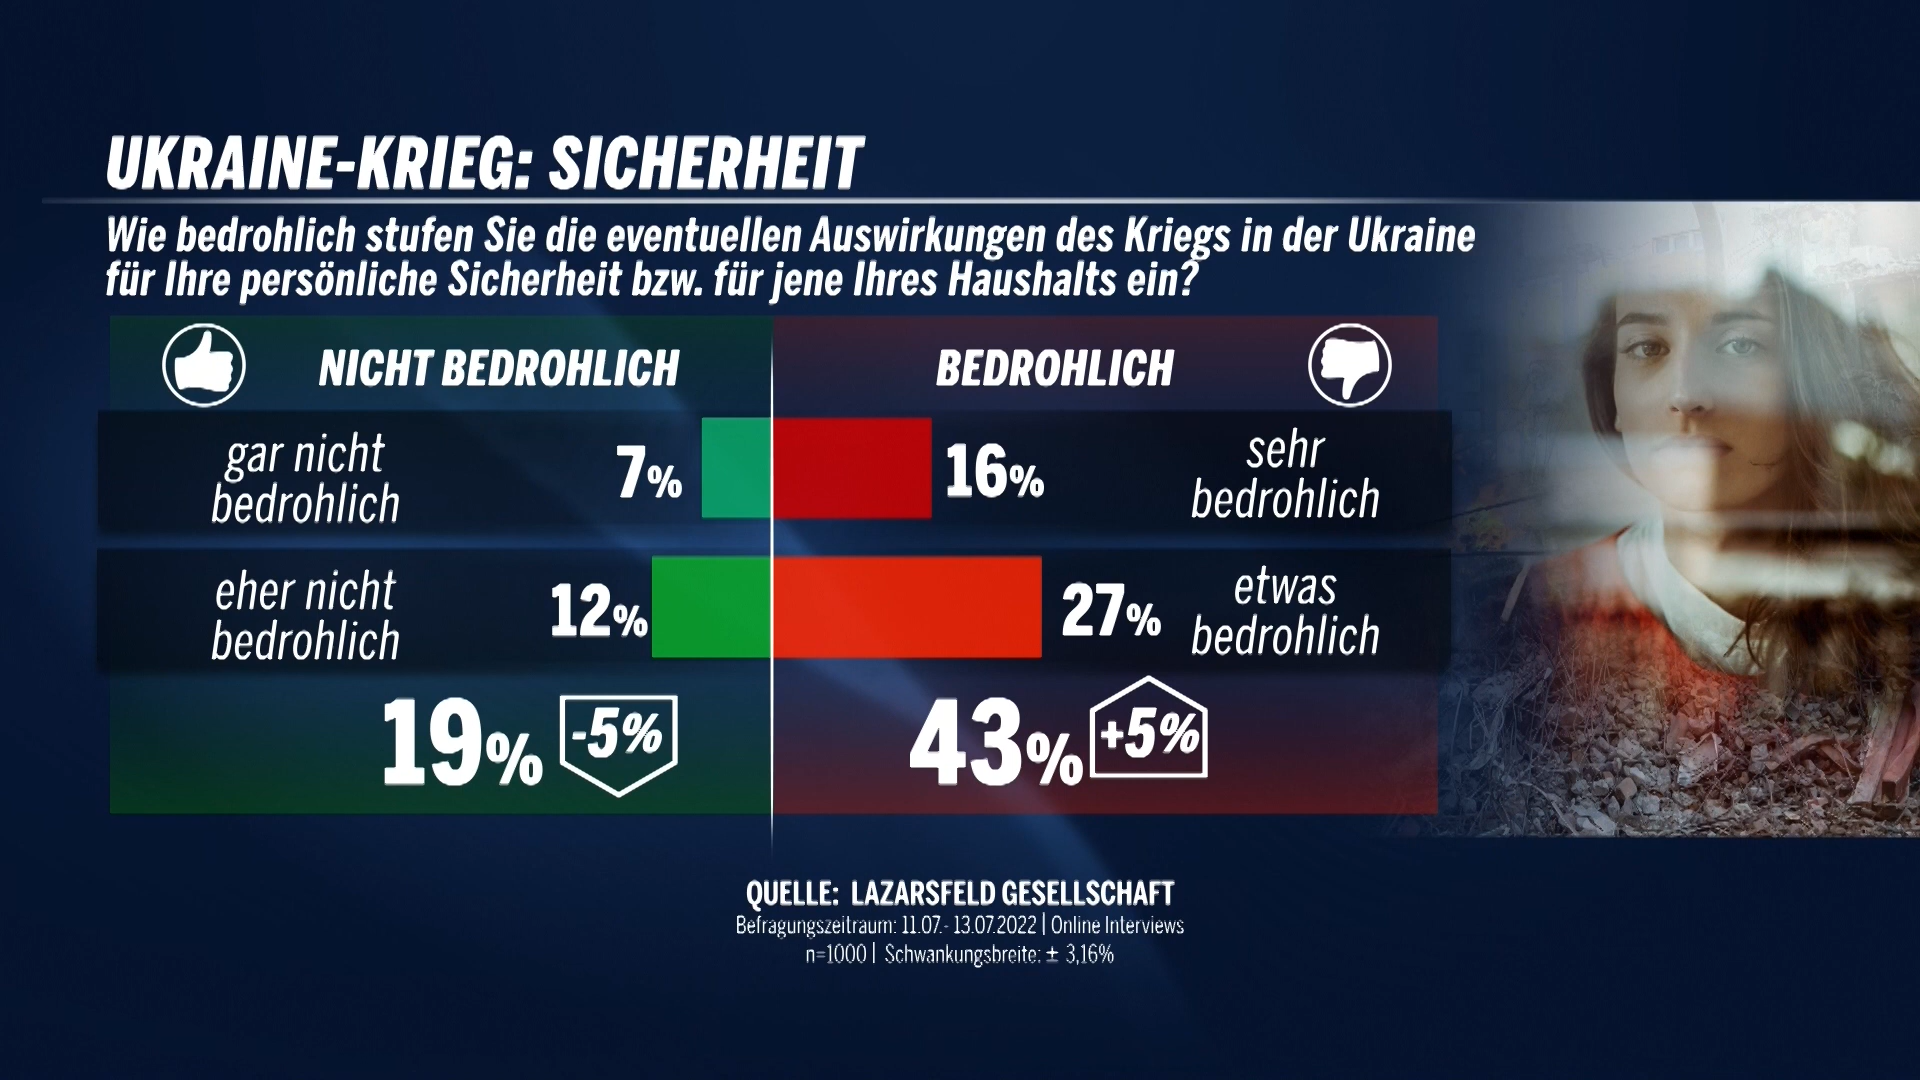 UKRAINE-KRIEG: SICHERHEIT
Wie bedrohlich stufen Sie die eventuellen Auswirkungen des Kriegs in der Ukraine
für Ihre persönliche Sicherheit bzw. für jene Ihres Haushalts ein?
NICHT BEDROHLICH
BEDROHLICH
gar nicht
bedrohlich
7%
16%
sehr
bedrohlich
eher nicht
bedrohlich
12%
27%
etwas
bedrohlich
19%
-5%
43%
+5%
QUELLE: LAZARSFELD GESELLSCHAFT
Befragungszeitraum: 11.07.- 13.07.2022 | Online Interviews
n=1000 | Schwankungsbreite: ± 3,16%